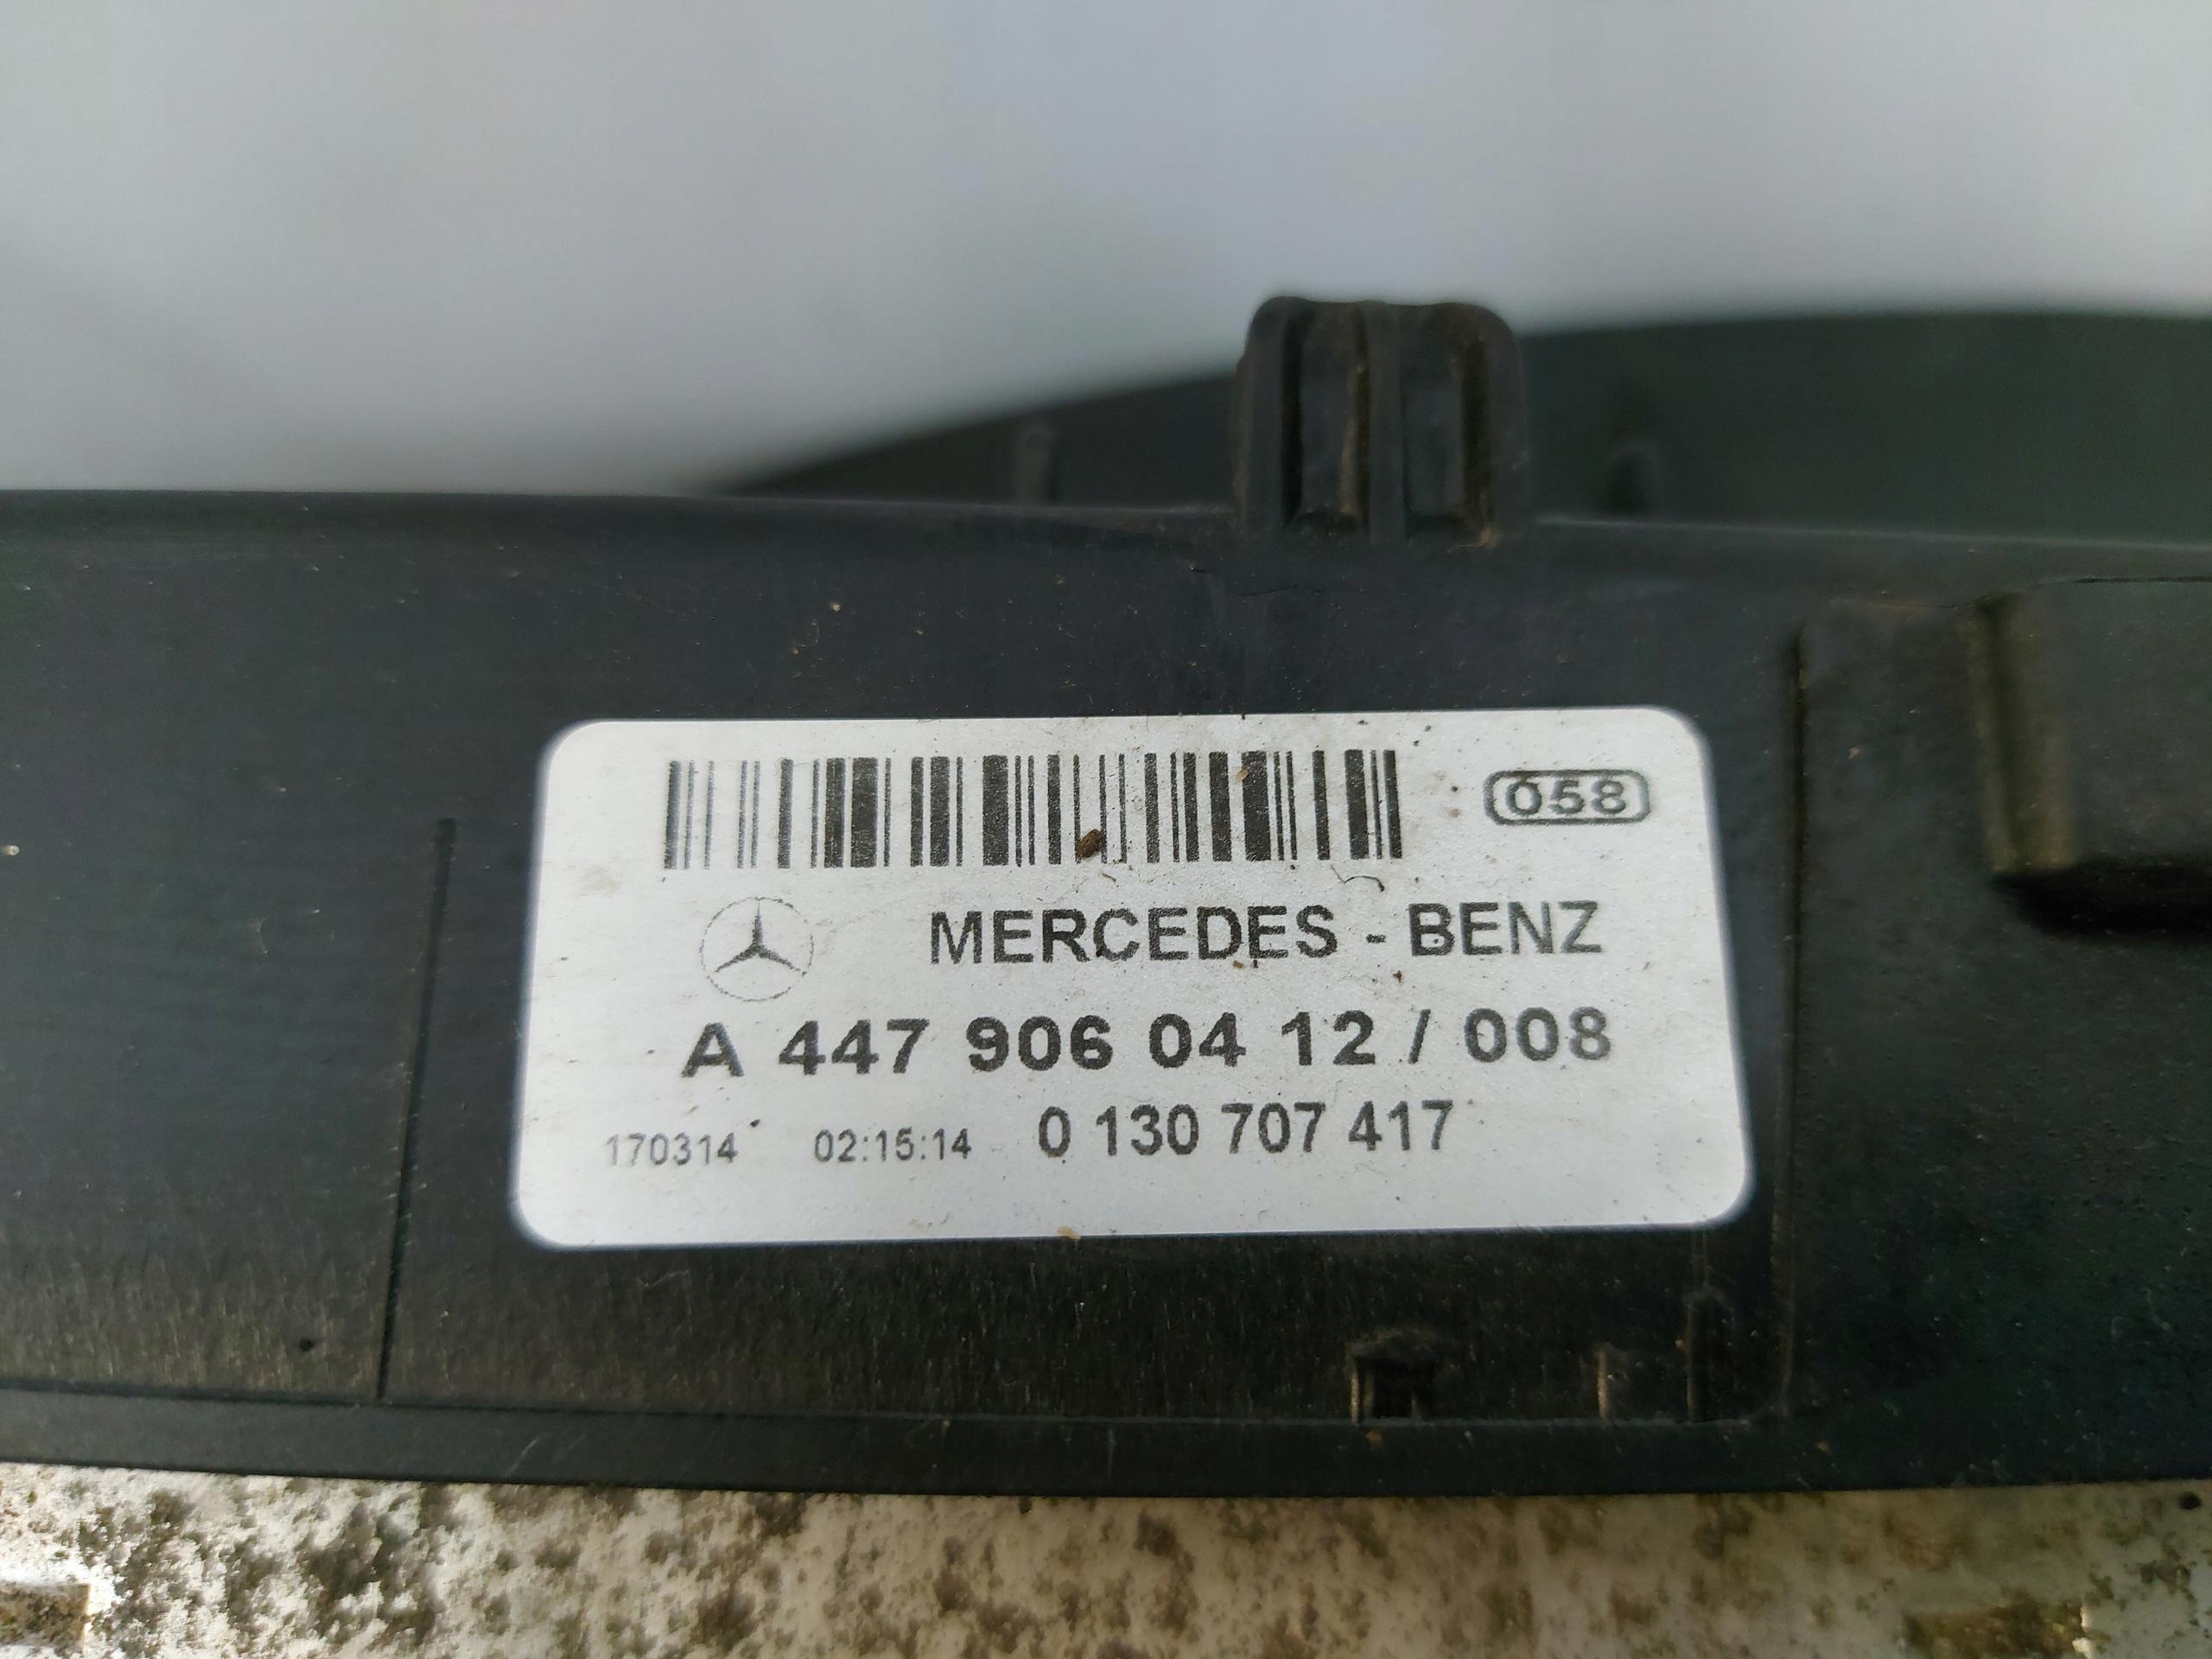 058
MERCEDES - BENZ
A 447 906 04 12 / 008
170314 02:15:14 0 130 707 417